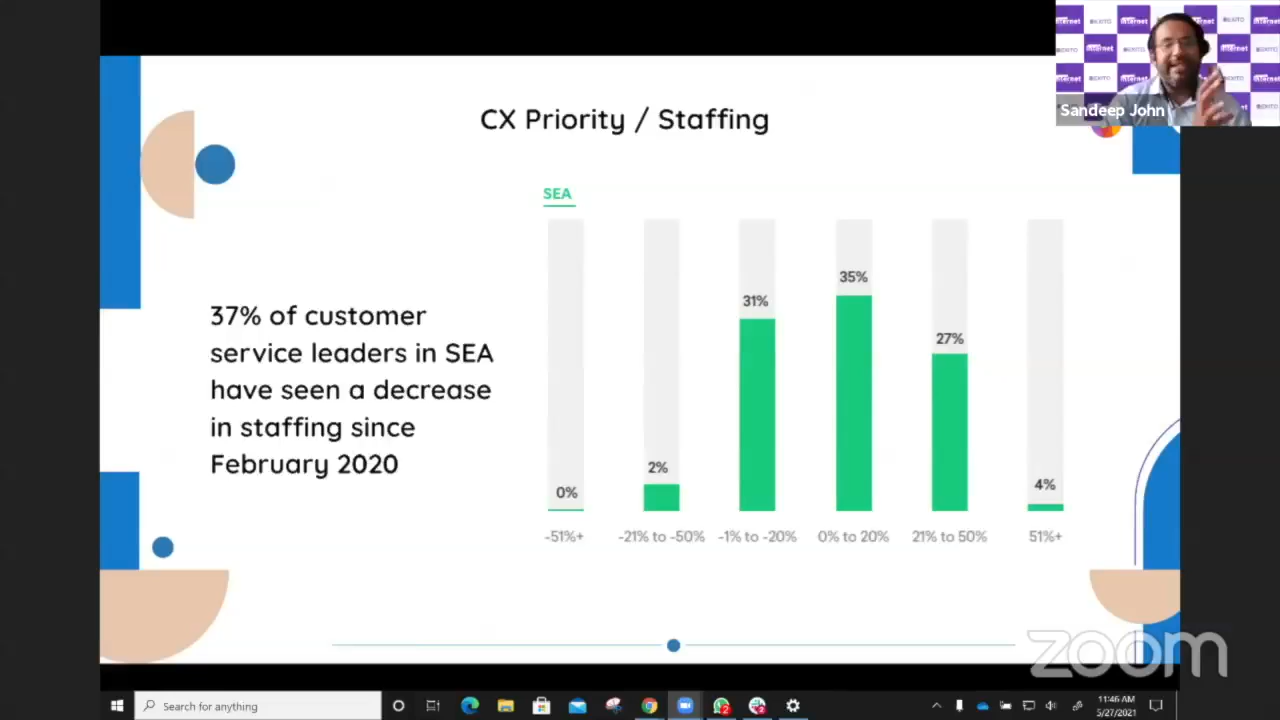 CX Priority / Staffing
Sandeep John
SEA
37% of customer
service leaders in SEA
have seen a decrease
in staffing since
February 2020
0%
2%
31%
35%
27%
4%
-51%+
-21% to -50%
-1% to -20%
0% to 20%
21% to 50%
51%+
zoom
Search for anything
11:46 AM
5/27/2021